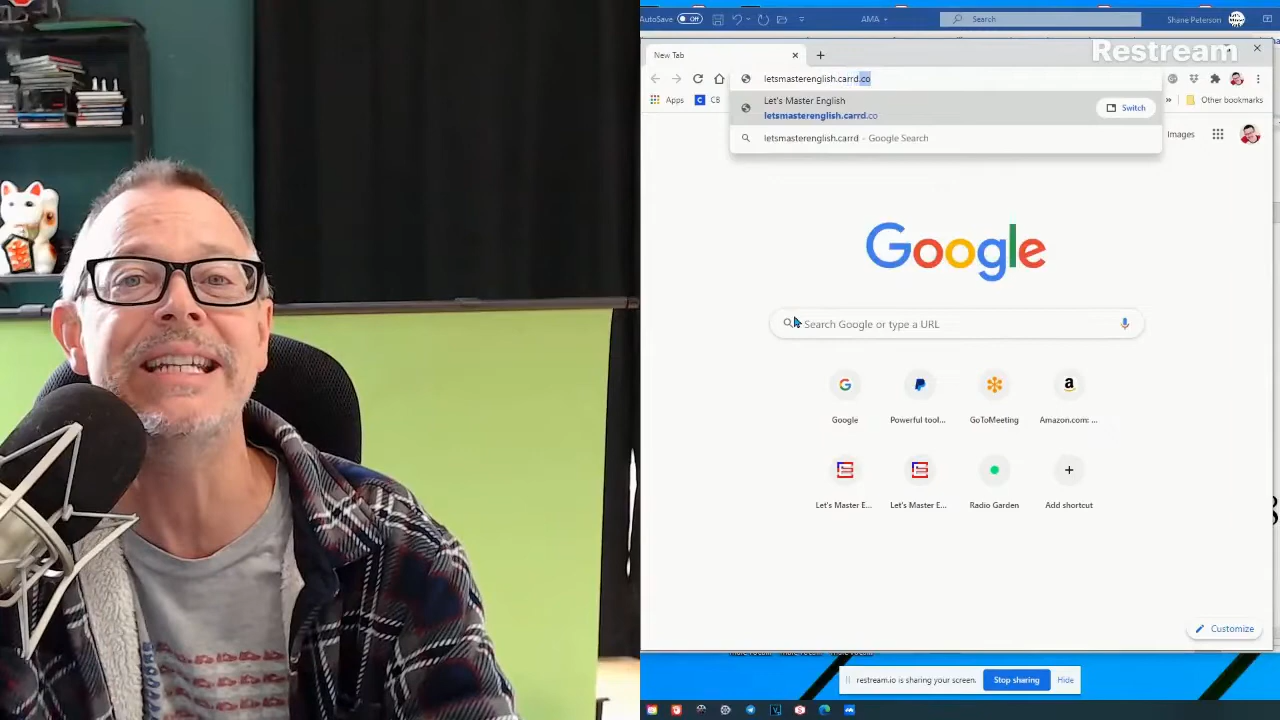 AutoSave Off
AMA
Search
Shane Peterson
New Tab
Restream
letsmasterenglish.carrd.co
Apps
CB
Let's Master English
letsmasterenglish.carrd.co
Switch
» Other bookmarks
letsmasterenglish.carrd - Google Search
Images
Google
Search Google or type a URL
Google
Powerful tool...
GoToMeeting
Amazon.com: ...
Let's Master E...
Let's Master E...
Radio Garden
Add shortcut
Customize
restream.io is sharing your screen.
Stop sharing
Hide